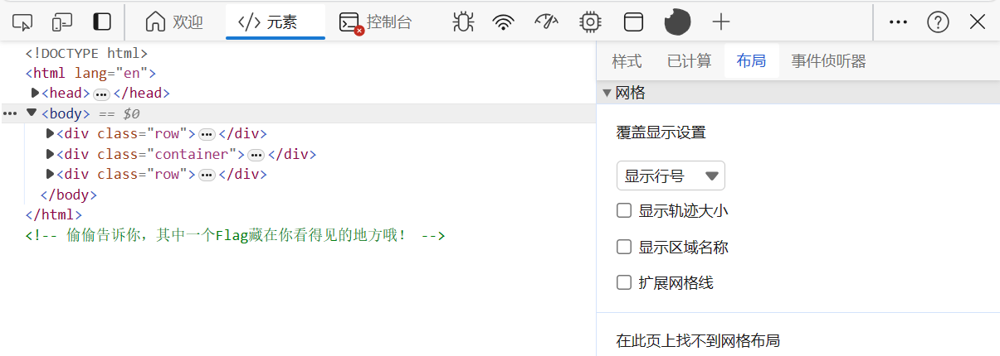 欢迎
</> 元素
控制台
<!DOCTYPE html>
<html lang="en">
<head> ••• </head>
••• <body> == $0
<div class="row"> ••• </div>
<div class="container"> ••• </div>
<div class="row"> ••• </div>
</body>
</html>
<!-- 偷偷告诉你，其中一个Flag藏在你看得见的地方哦！ -->
样式 已计算 布局 事件侦听器
网格
覆盖显示设置
显示行号
显示轨迹大小
显示区域名称
扩展网格线
在此页上找不到网格布局